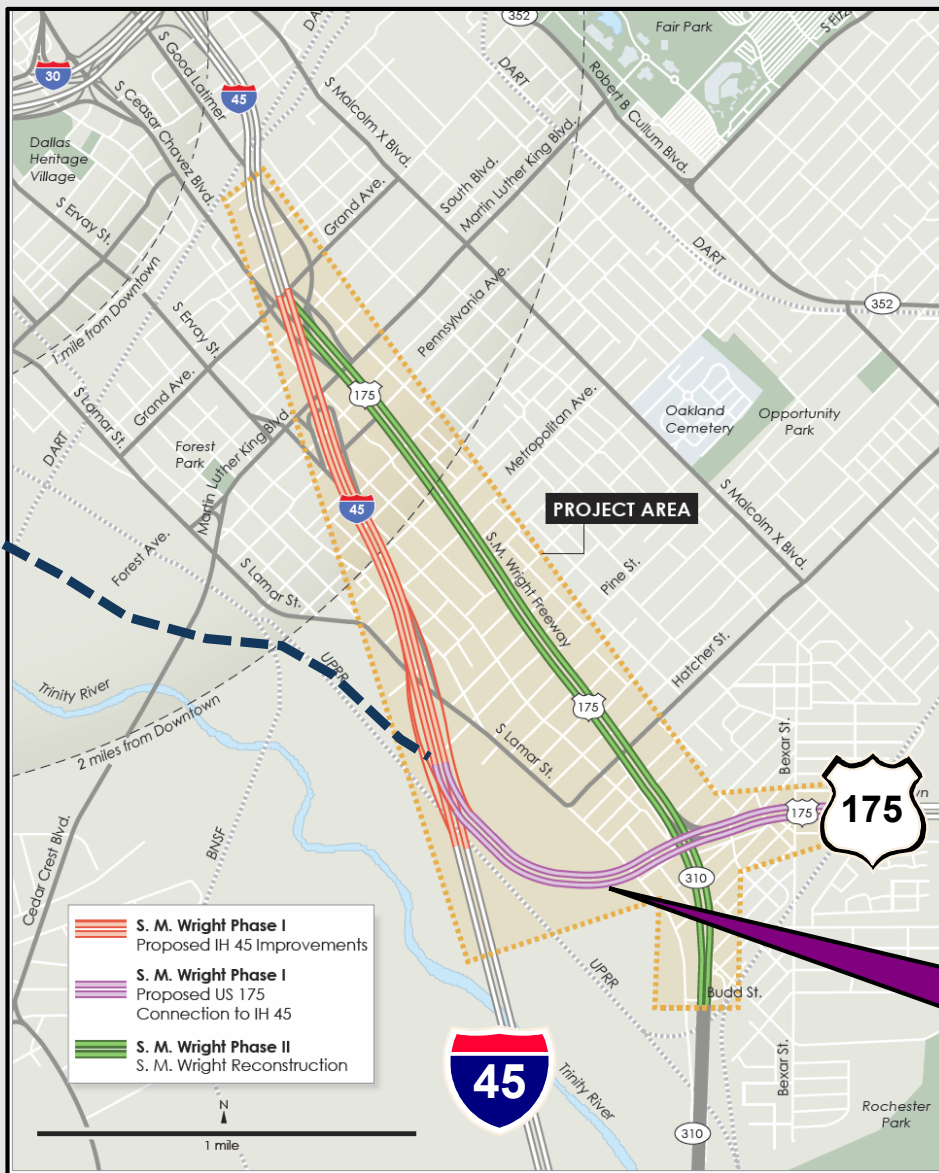 352
Fair Park
S Fitz
DART
DART
30
S Good Latimer
45
S Ceasar Chavez Blvd.
S Malcolm X Blvd.
Robert B Cullum Blvd.
Dallas
Heritage
Village
S Ervay St.
Grand Ave.
South Blvd.
Martin Luther King Blvd.
DART
352
1 mile from Downtown
S Ervay St.
Pennsylvania Ave.
Grand Ave.
S Lamar St.
DART
175
Metropolitan Ave.
Oakland
Cemetery
Opportunity
Park
Forest
Park
Martin Luther King Blvd
45
PROJECT AREA
S Malcolm X Blvd.
Forest Ave.
S Lamar St.
S.M. Wright Freeway
Pine St.
Hatcher St.
UPRR
Trinity River
2 miles from Downtown
175
S Lamar St.
Bexar St.
175
wn
175
Cedar Crest Blvd.
BNSF
310
S. M. Wright Phase I
Proposed IH 45 Improvements
S. M. Wright Phase I
Proposed US 175
Connection to IH 45
S. M. Wright Phase II
S. M. Wright Reconstruction
UPRR
Budd St.
45
Trinity River
Bexar St.
Rochester
Park
N
1 mile
310